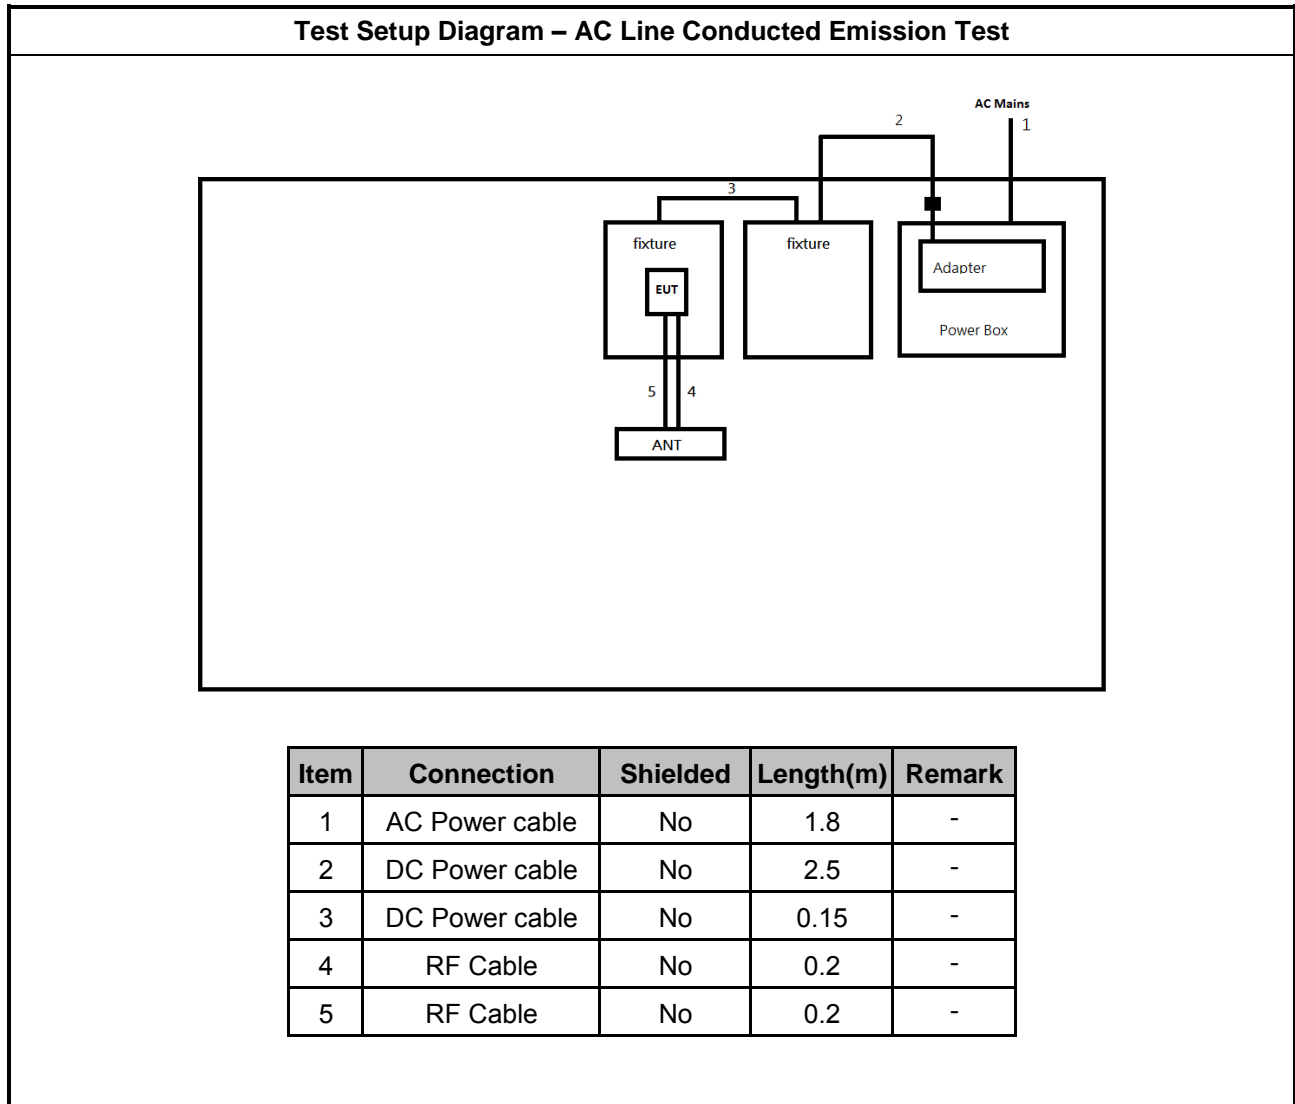 Test Setup Diagram – AC Line Conducted Emission Test
AC Mains
1
2
3
fixture
fixture
EUT
Adapter
Power Box
5
4
ANT
Item Connection Shielded Length(m) Remark
1 AC Power cable No 1.8 -
2 DC Power cable No 2.5 -
3 DC Power cable No 0.15 -
4 RF Cable No 0.2 -
5 RF Cable No 0.2 -